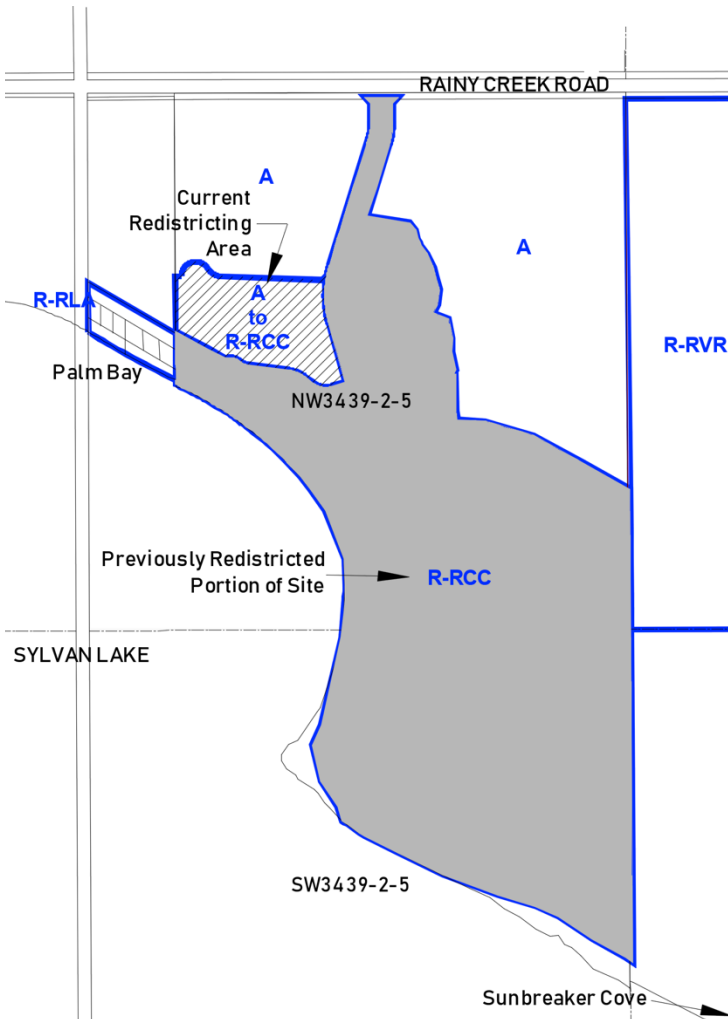 RAINY CREEK ROAD
A
Current
Redistricting
Area
A
R-RLA
A
to
R-RCC
R-RVR
Palm Bay
NW3439-2-5
Previously Redistricted
Portion of Site
R-RCC
SYLVAN LAKE
SW3439-2-5
Sunbreaker Cove